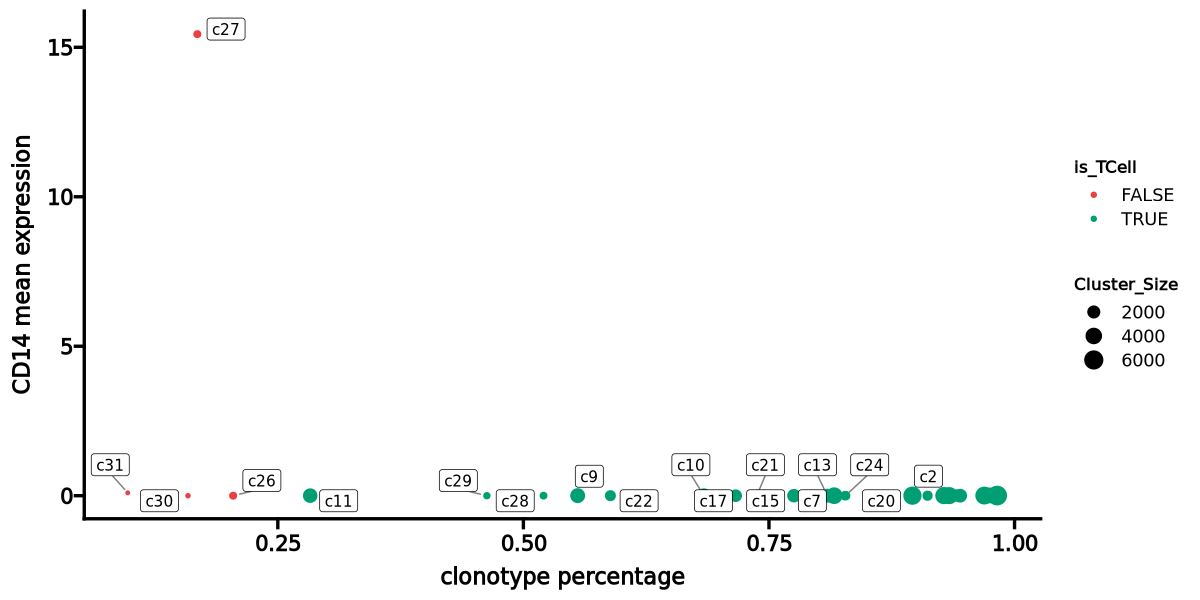 CD14 mean expression
15
10
5
0
c27
c31
c30
c26
c11
c29
c28
c9
c22
c10
c17
c21
c15
c13
c7
c24
c20
c2
0.25
0.50
0.75
1.00
clonotype percentage
is_TCell
FALSE
TRUE
Cluster_Size
2000
4000
6000